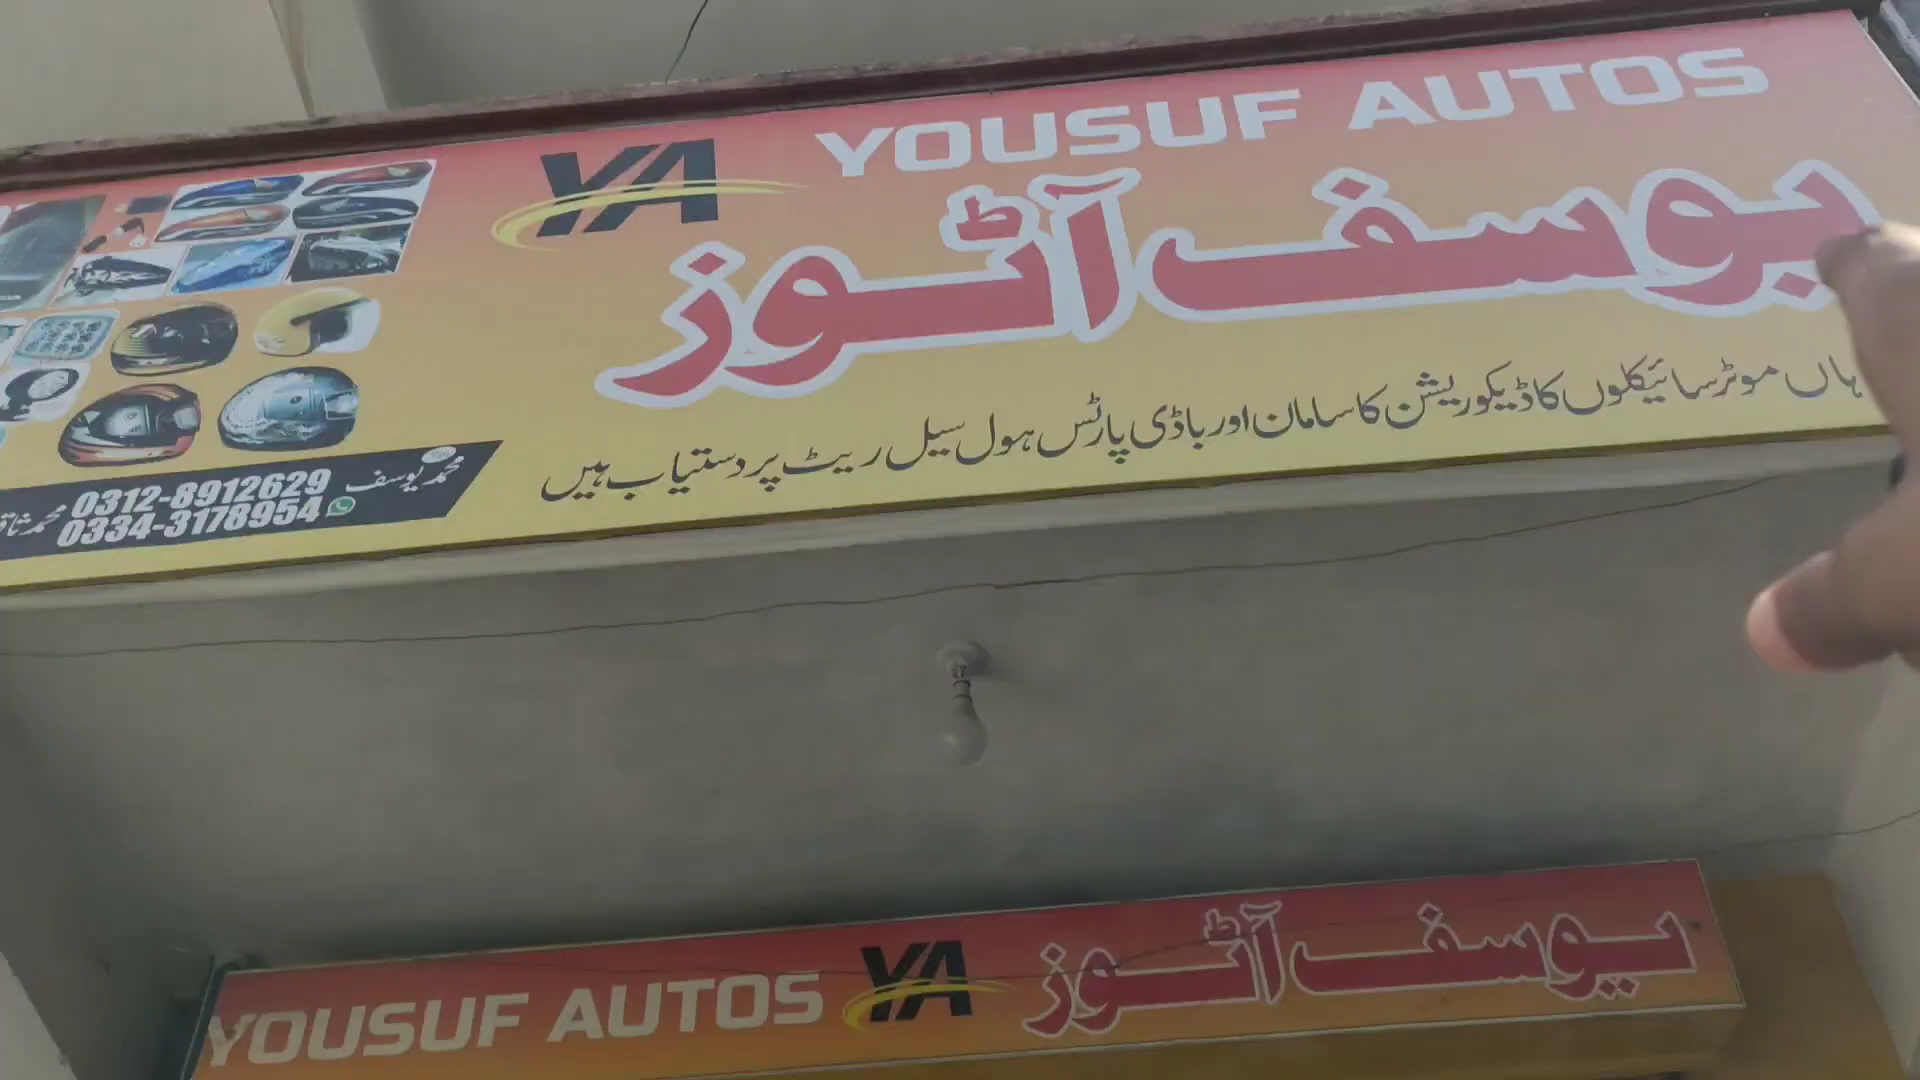 YA YOUSUF AUTOS
یوسف آٹوز
ہاں موٹرسائیکلوں کا ڈیکوریشن کا سامان اور باڈی پارٹس ہول سیل ریٹ پر دستیاب ہیں
محمد یوسف 0312-8912629
0334-3178954
YOUSUF AUTOS YA یوسف آٹوز